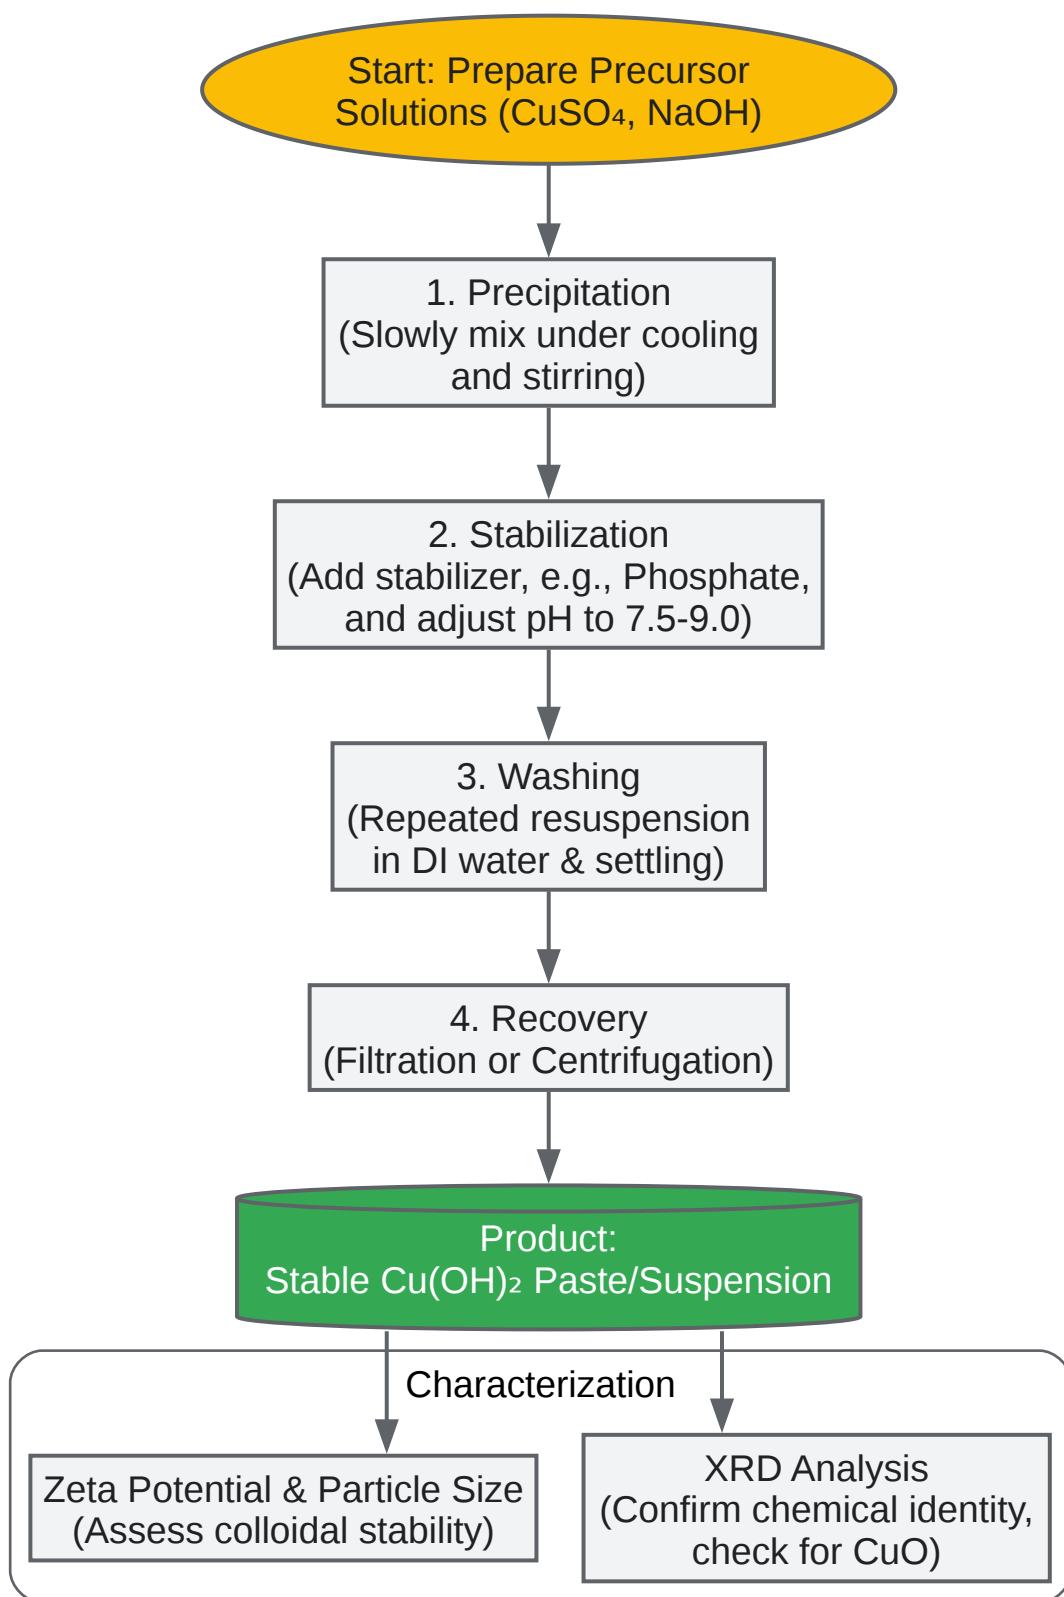 Start: Prepare Precursor
Solutions (CuSO₄, NaOH)
1. Precipitation
(Slowly mix under cooling
and stirring)
2. Stabilization
(Add stabilizer, e.g., Phosphate,
and adjust pH to 7.5-9.0)
3. Washing
(Repeated resuspension
in DI water & settling)
4. Recovery
(Filtration or Centrifugation)
Product:
Stable Cu(OH)₂ Paste/Suspension
Characterization
Zeta Potential & Particle Size
(Assess colloidal stability)
XRD Analysis
(Confirm chemical identity,
check for CuO)